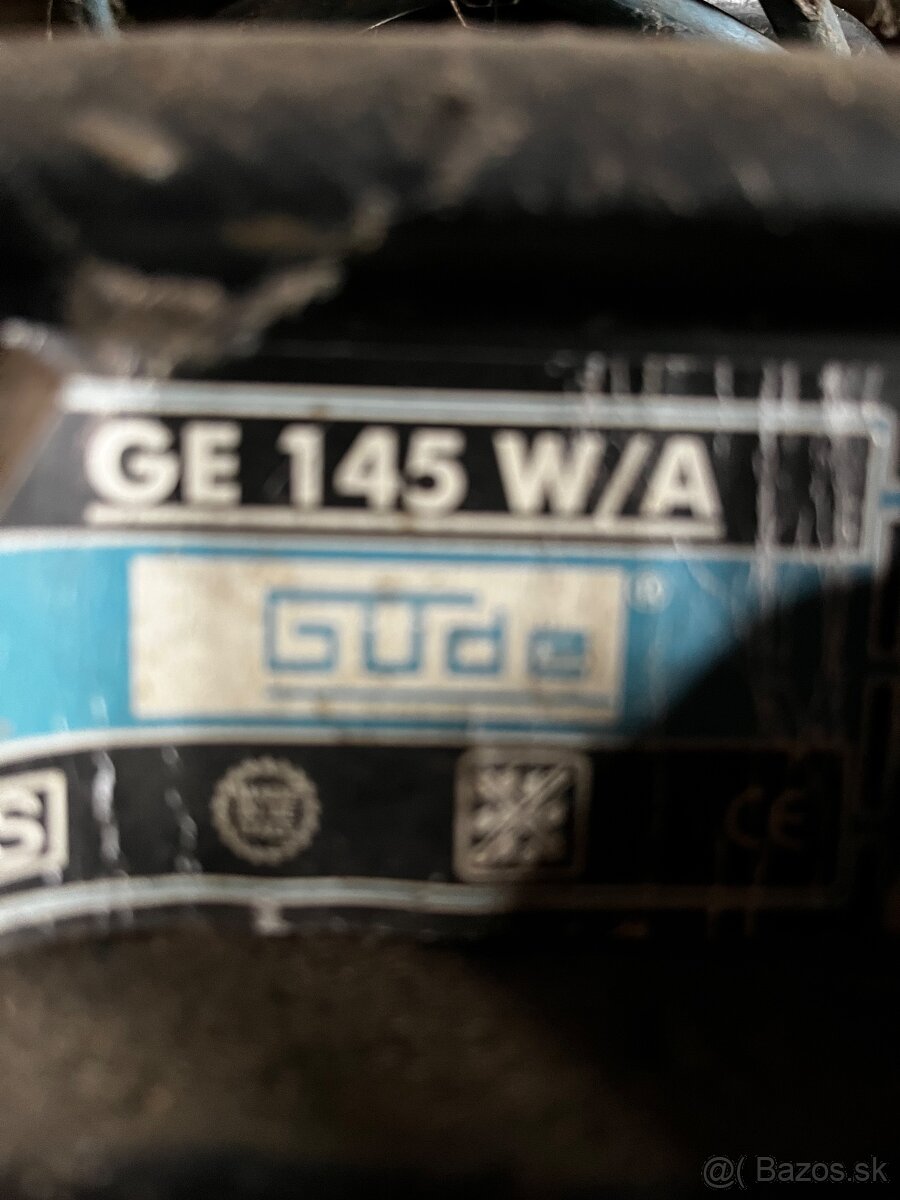 GE 145 W/A
Güde ®
S
CE
@( Bazos.sk